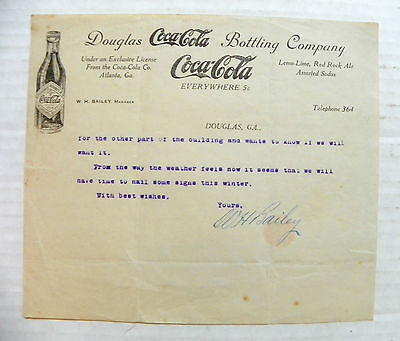 Douglas Coca-Cola Bottling Company
Under an Exclusive License
From the Coca-Cola Co.
Atlanta, Ga.
Coca-Cola
EVERYWHERE 5¢
Lemo-Lime, Red Rock Ale
Assorted Sodas
Coca-Cola
W. H. BAILEY, MANAGER
Telephone 364
DOUGLAS, GA.,
for the other part of the building and wants to know if we will
want it.
From the way the weather feels now it seems that we will
have time to nail some signs this winter.
With best wishes.
Yours,
WH Bailey